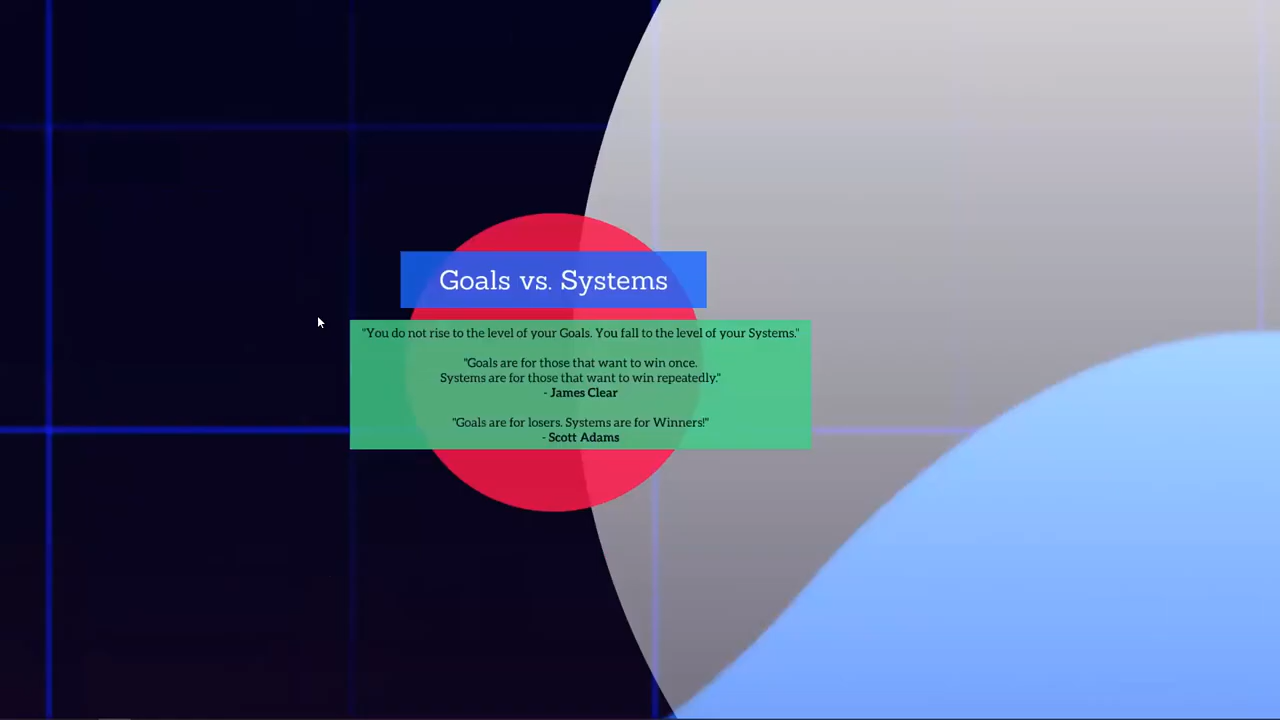 Goals vs. Systems
"You do not rise to the level of your Goals. You fall to the level of your Systems."
"Goals are for those that want to win once.
Systems are for those that want to win repeatedly."
- James Clear
"Goals are for losers. Systems are for Winners!"
- Scott Adams